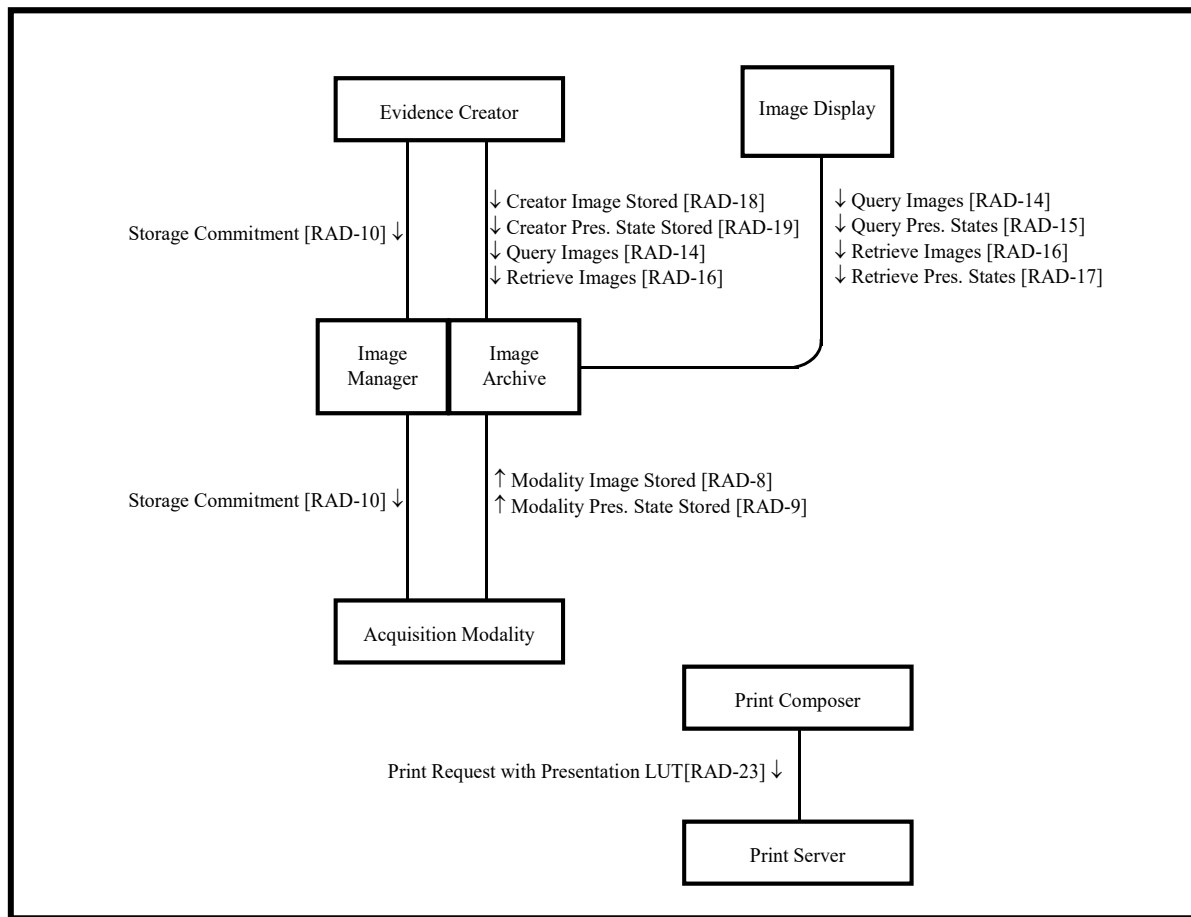 Evidence Creator
Image Display
Storage Commitment [RAD-10] ↓
↓ Creator Image Stored [RAD-18]
↓ Creator Pres. State Stored [RAD-19]
↓ Query Images [RAD-14]
↓ Retrieve Images [RAD-16]
↓ Query Images [RAD-14]
↓ Query Pres. States [RAD-15]
↓ Retrieve Images [RAD-16]
↓ Retrieve Pres. States [RAD-17]
Image
Manager
Image
Archive
Storage Commitment [RAD-10] ↓
↑ Modality Image Stored [RAD-8]
↑ Modality Pres. State Stored [RAD-9]
Acquisition Modality
Print Composer
Print Request with Presentation LUT[RAD-23] ↓
Print Server